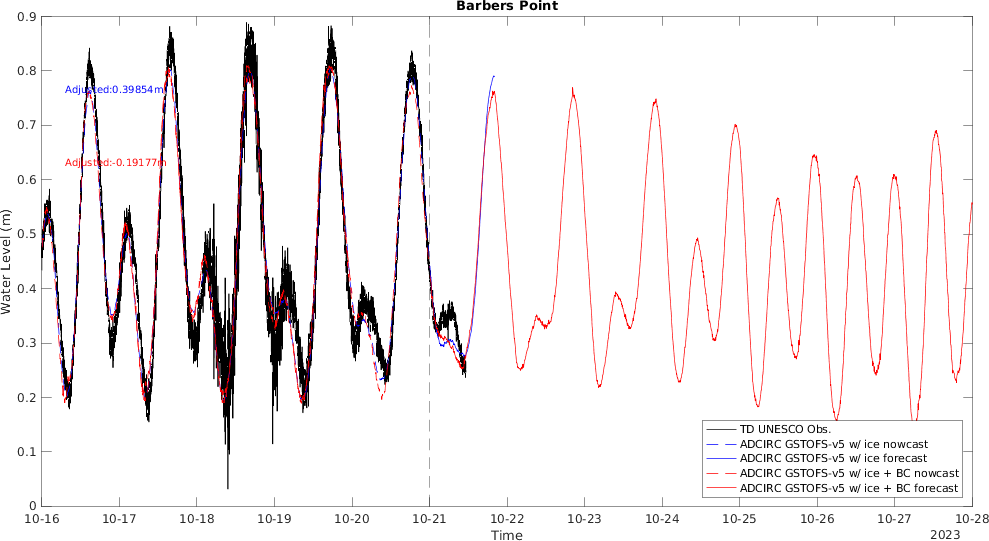 Barbers Point
0.9
0.8
0.7
0.6
0.5
0.4
0.3
0.2
0.1
0
Water Level (m)
Adjusted:0.39854m
Adjusted:-0.19177m
TD UNESCO Obs.
ADCIRC GSTOFS-v5 w/ ice nowcast
ADCIRC GSTOFS-v5 w/ ice forecast
ADCIRC GSTOFS-v5 w/ ice + BC nowcast
ADCIRC GSTOFS-v5 w/ ice + BC forecast
10-16 10-17 10-18 10-19 10-20 10-21 10-22 10-23 10-24 10-25 10-26 10-27 10-28
Time
2023